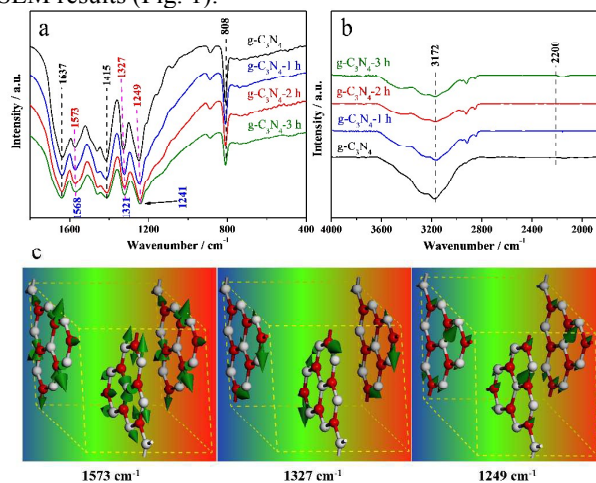 SEM results (Fig. 1).
a
808
g-C3N4
g-C3N4-1 h
g-C3N4-2 h
g-C3N4-3 h
1637
1573
1415
1327
1249
1568
1321
1241
Intensity / a.u.
1600
1200
800
400
Wavenumber / cm-1
b
3172
2200
g-C3N4-3 h
g-C3N4-2 h
g-C3N4-1 h
g-C3N4
Intensity / a.u.
4000
3600
3200
2800
2400
2000
Wavenumber / cm-1
c
1573 cm-1
1327 cm-1
1249 cm-1